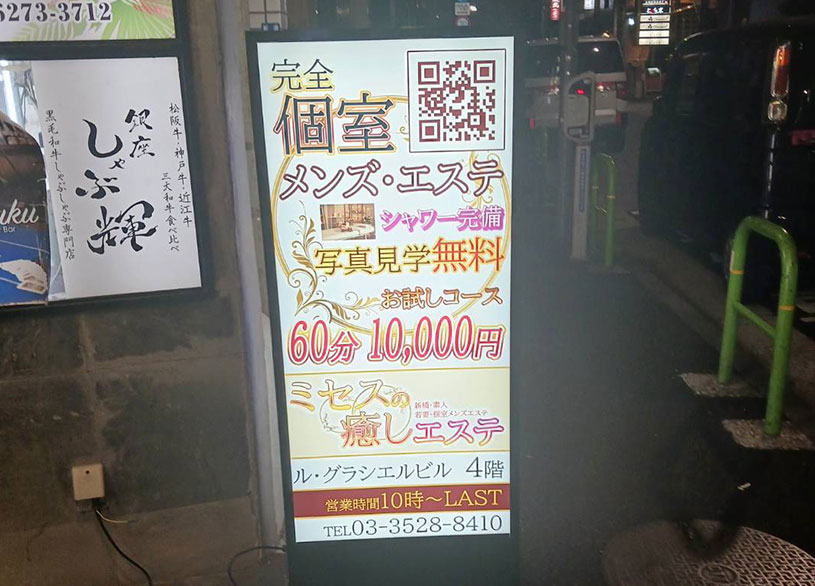 6273-3712
松阪牛・神戸牛・近江牛
三大和牛食べ比べ
銀座
しゃぶ輝
黒毛和牛しゃぶしゃぶ専門店
uku
Bar
完全
個室
メンズ・エステ
シャワー完備
写真見学無料
お試しコース
60分 10,000円
ミセスの
癒しエステ
新橋・素人
若妻・個室メンズエステ
ル・グラシエルビル 4階
営業時間10時～LAST
TEL03-3528-8410